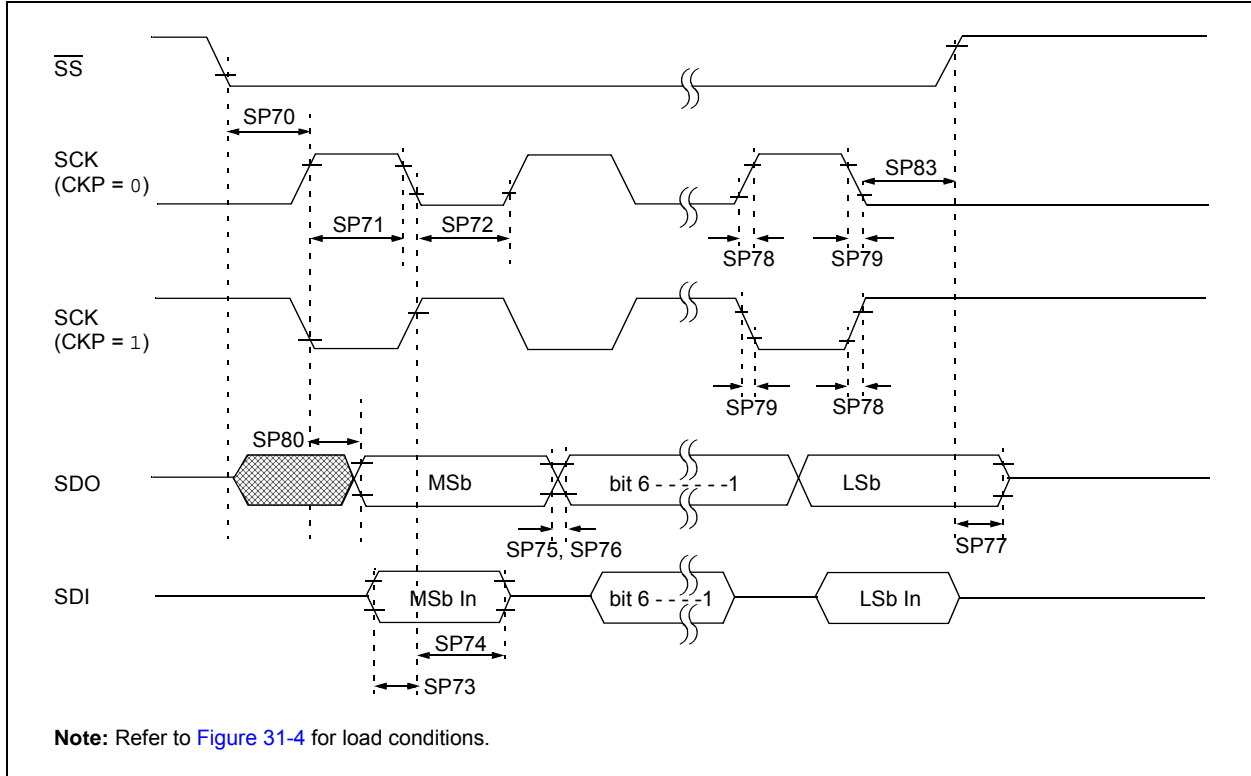 SS
SP70
SCK
(CKP = 0)
SP83
SP71
SP72
SP78
SP79
SCK
(CKP = 1)
SP79
SP78
SP80
SDO
MSb
bit 6 - - - - - - -1
LSb
SP75, SP76
SP77
SDI
MSb In
bit 6 - - - - -1
LSb In
SP74
SP73
Note: Refer to Figure 31-4 for load conditions.